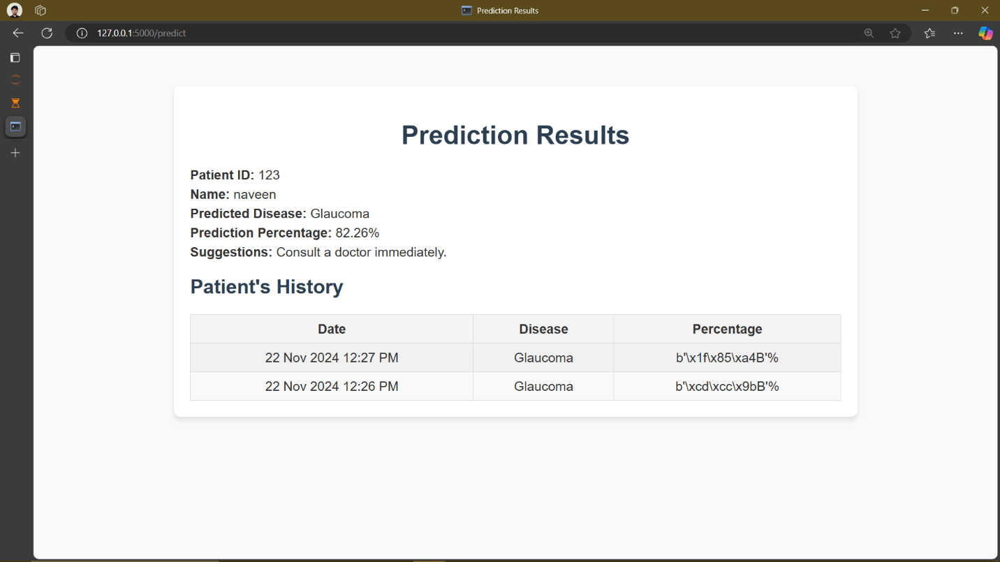 Prediction Results
127.0.0.1:5000/predict
Prediction Results
Patient ID: 123
Name: naveen
Predicted Disease: Glaucoma
Prediction Percentage: 82.26%
Suggestions: Consult a doctor immediately.
Patient's History
Date Disease Percentage
22 Nov 2024 12:27 PM Glaucoma b'\x1f\x85\xa4B'%
22 Nov 2024 12:26 PM Glaucoma b'\xcd\xcc\x9bB'%